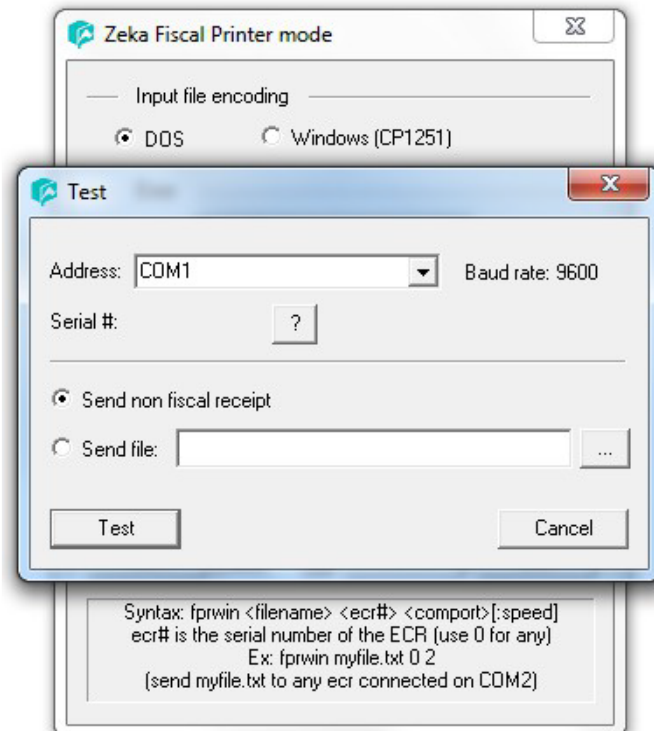 Zeka Fiscal Printer mode
Input file encoding
DOS Windows (CP1251)
Test
Address: COM1 Baud rate: 9600
Serial #: ?
Send non fiscal receipt
Send file: ...
Test Cancel
Syntax: fprwin <filename> <ecr#> <comport>[:speed]
ecr# is the serial number of the ECR (use 0 for any)
Ex: fprwin myfile.txt 0 2
(send myfile.txt to any ecr connected on COM2)